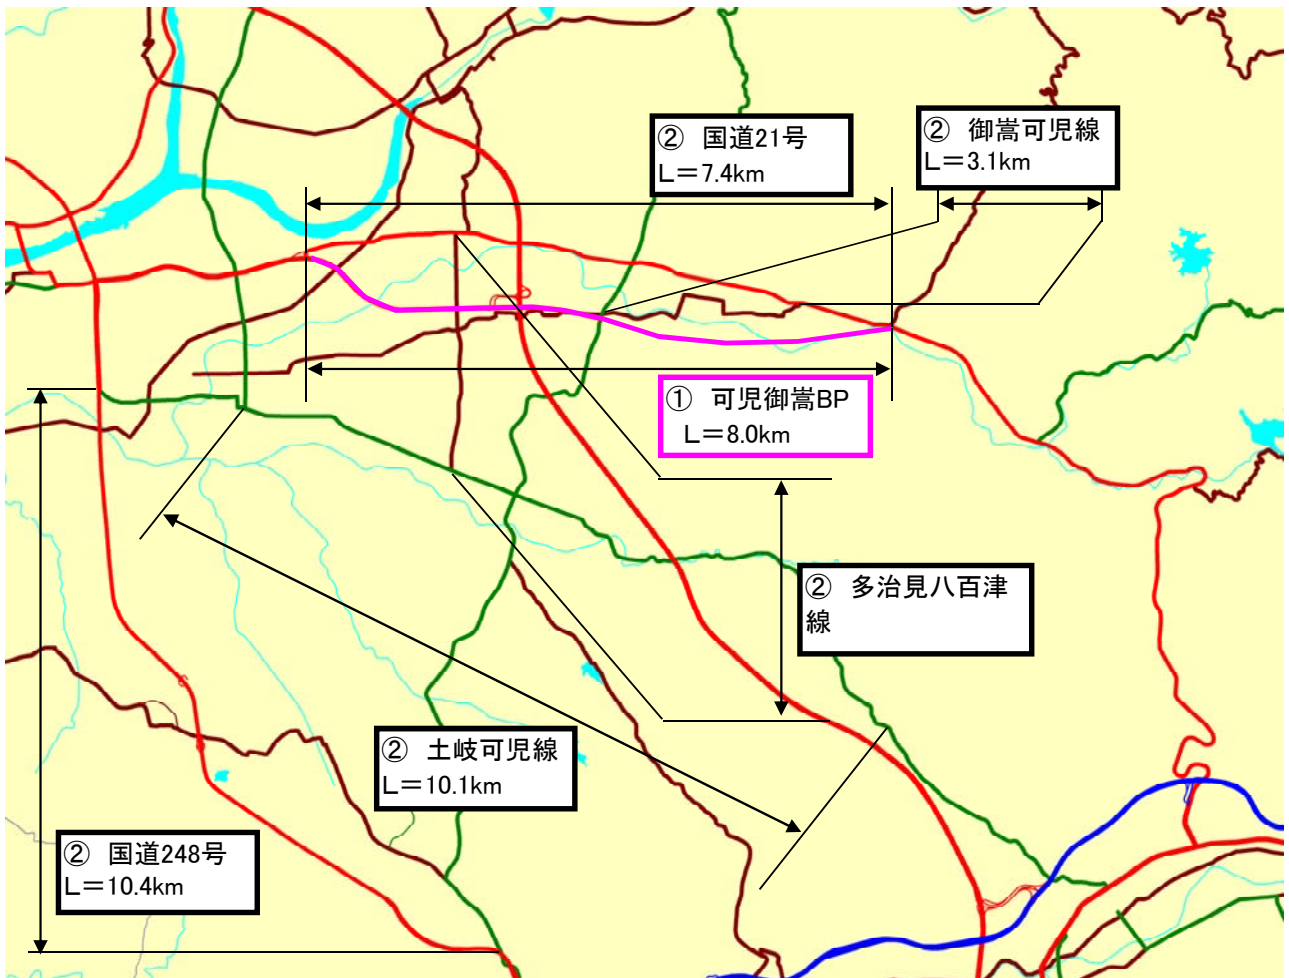 ② 国道21号
L＝7.4km
② 御嵩可児線
L＝3.1km
① 可児御嵩BP
L＝8.0km
② 多治見八百津
線
② 土岐可児線
L＝10.1km
② 国道248号
L＝10.4km